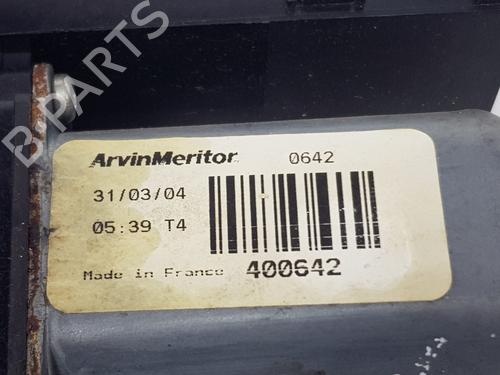 ArvinMeritor 0642
31/03/04
05:39 T4
Made in France 400642
B-PARTS